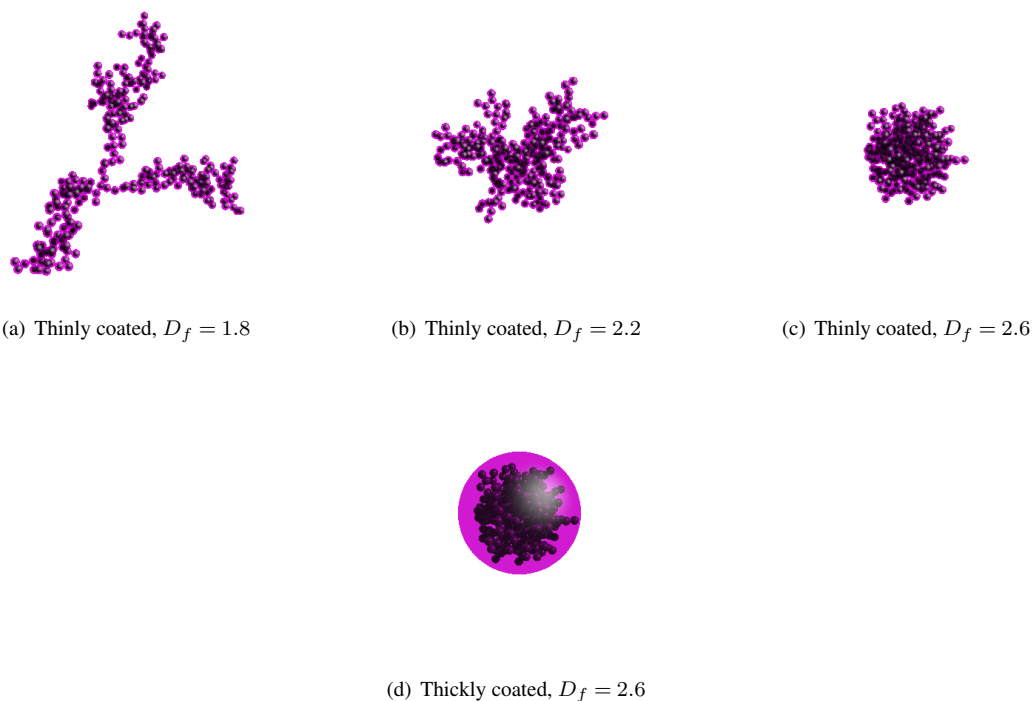 (a) Thinly coated, $D_f = 1.8$
(b) Thinly coated, $D_f = 2.2$
(c) Thinly coated, $D_f = 2.6$
(d) Thickly coated, $D_f = 2.6$